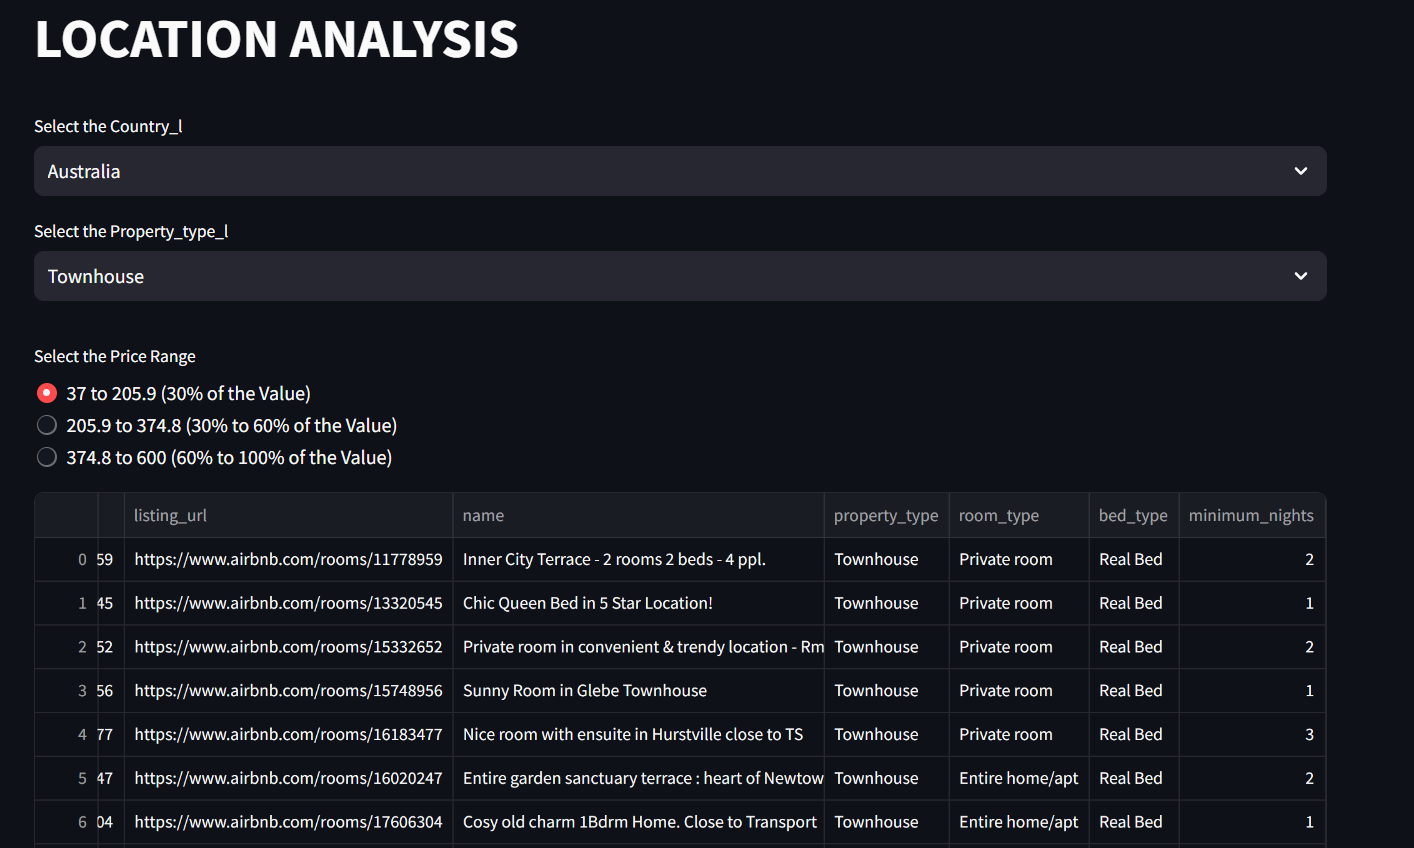 LOCATION ANALYSIS
Select the Country_l
Australia
Select the Property_type_l
Townhouse
Select the Price Range
37 to 205.9 (30% of the Value)
205.9 to 374.8 (30% to 60% of the Value)
374.8 to 600 (60% to 100% of the Value)
listing_url name property_type room_type bed_type minimum_nights
0 59 https://www.airbnb.com/rooms/11778959 Inner City Terrace - 2 rooms 2 beds - 4 ppl. Townhouse Private room Real Bed 2
1 45 https://www.airbnb.com/rooms/13320545 Chic Queen Bed in 5 Star Location! Townhouse Private room Real Bed 1
2 52 https://www.airbnb.com/rooms/15332652 Private room in convenient & trendy location - Rm Townhouse Private room Real Bed 2
3 56 https://www.airbnb.com/rooms/15748956 Sunny Room in Glebe Townhouse Townhouse Private room Real Bed 1
4 77 https://www.airbnb.com/rooms/16183477 Nice room with ensuite in Hurstville close to TS Townhouse Private room Real Bed 3
5 47 https://www.airbnb.com/rooms/16020247 Entire garden sanctuary terrace : heart of Newtow Townhouse Entire home/apt Real Bed 2
6 04 https://www.airbnb.com/rooms/17606304 Cosy old charm 1Bdrm Home. Close to Transport Townhouse Entire home/apt Real Bed 1